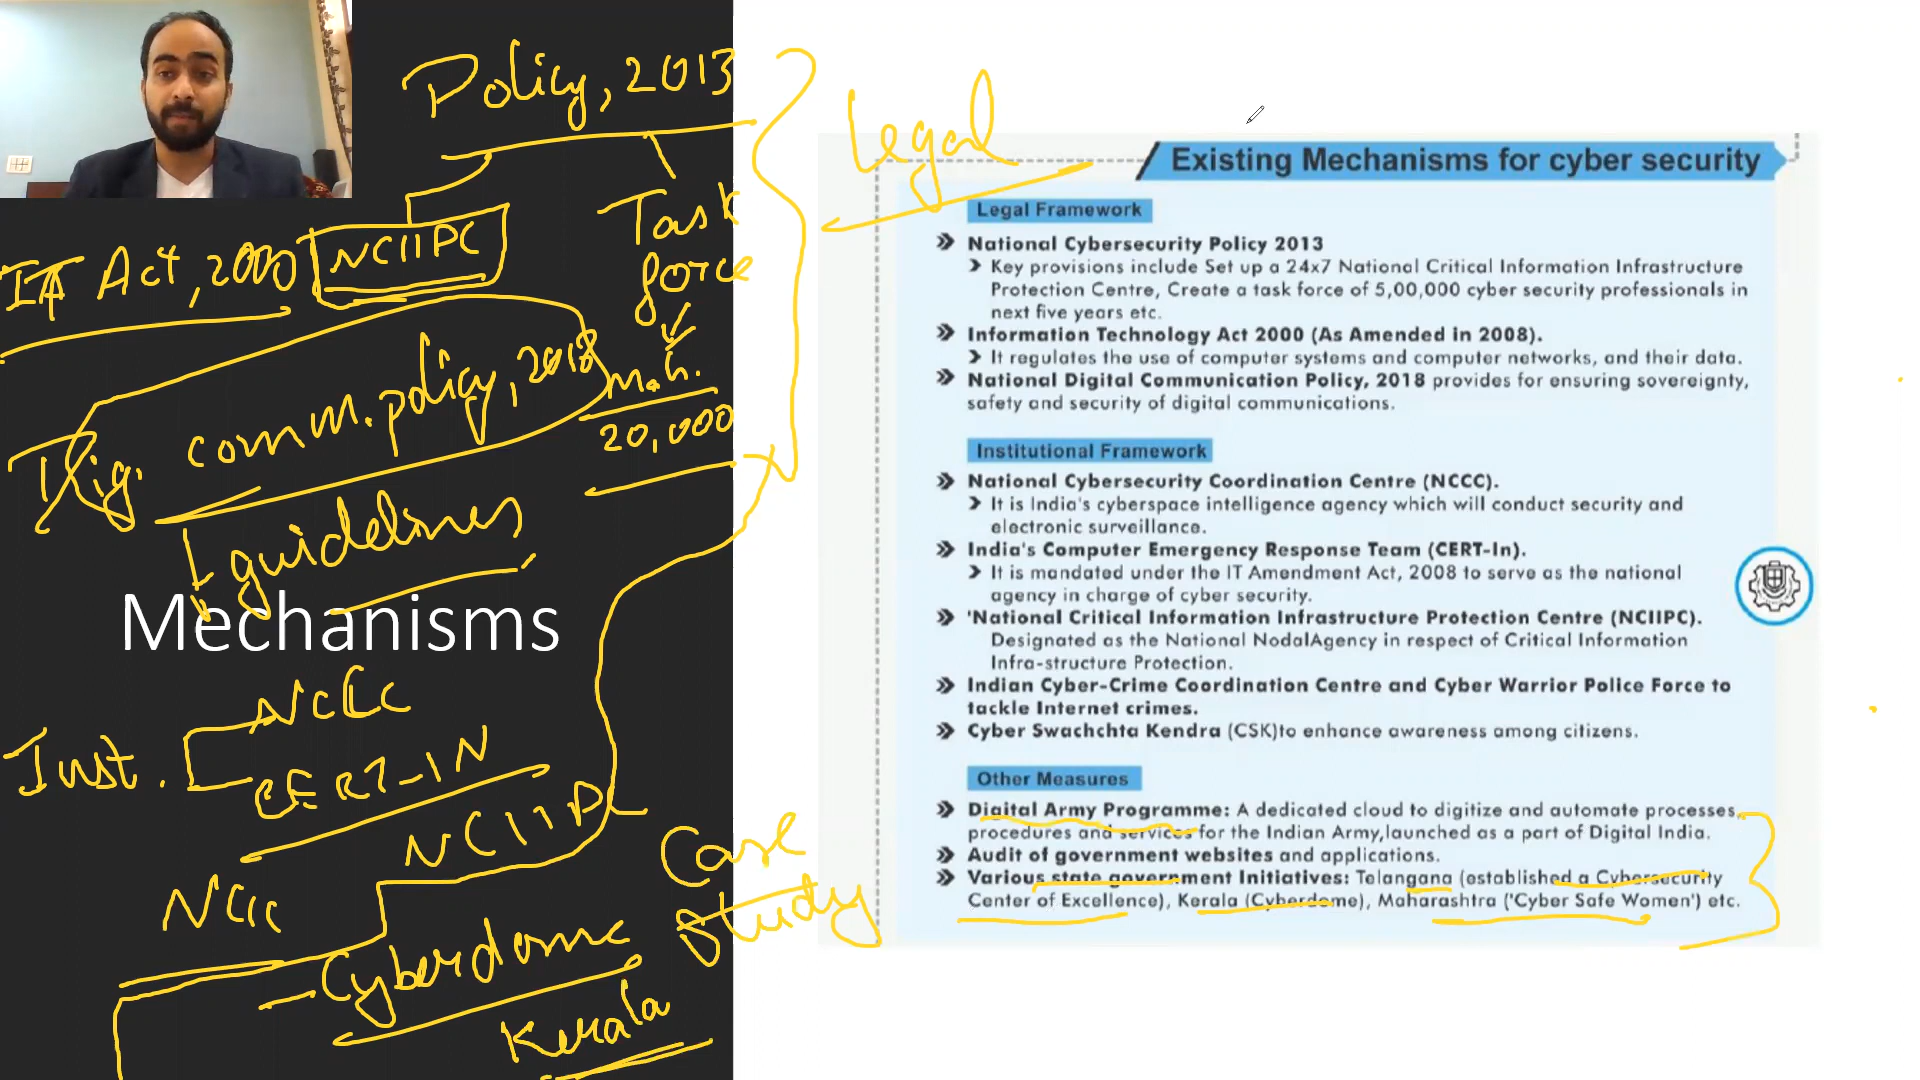 Policy, 2013
Legal
IT Act, 2000
NCIIPC
Task
force
Dig. comm. policy, 2018
20,000
guidelines
Mechanisms
Inst.
CERT-IN
NCIIPC
Case
Study
Cyberdome
Kerala
Existing Mechanisms for cyber security
Legal Framework
National Cybersecurity Policy 2013
Key provisions include Set up a 24x7 National Critical Information Infrastructure
Protection Centre, Create a task force of 5,00,000 cyber security professionals in
next five years etc.
Information Technology Act 2000 (As Amended in 2008).
It regulates the use of computer systems and computer networks, and their data.
National Digital Communication Policy, 2018 provides for ensuring sovereignty,
safety and security of digital communications.
Institutional Framework
National Cybersecurity Coordination Centre (NCCC).
It is India's cyberspace intelligence agency which will conduct security and
electronic surveillance.
India's Computer Emergency Response Team (CERT-In).
It is mandated under the IT Amendment Act, 2008 to serve as the national
agency in charge of cyber security.
'National Critical Information Infrastructure Protection Centre (NCIIPC).
Designated as the National NodalAgency in respect of Critical Information
Infra-structure Protection.
Indian Cyber-Crime Coordination Centre and Cyber Warrior Police Force to
tackle Internet crimes.
Cyber Swachchta Kendra (CSK)to enhance awareness among citizens.
Other Measures
Digital Army Programme: A dedicated cloud to digitize and automate processes,
procedures and services for the Indian Army,launched as a part of Digital India.
Audit of government websites and applications.
Various state government Initiatives: Telangana (established a Cybersecurity
Center of Excellence), Kerala (Cyberdome), Maharashtra ('Cyber Safe Women') etc.